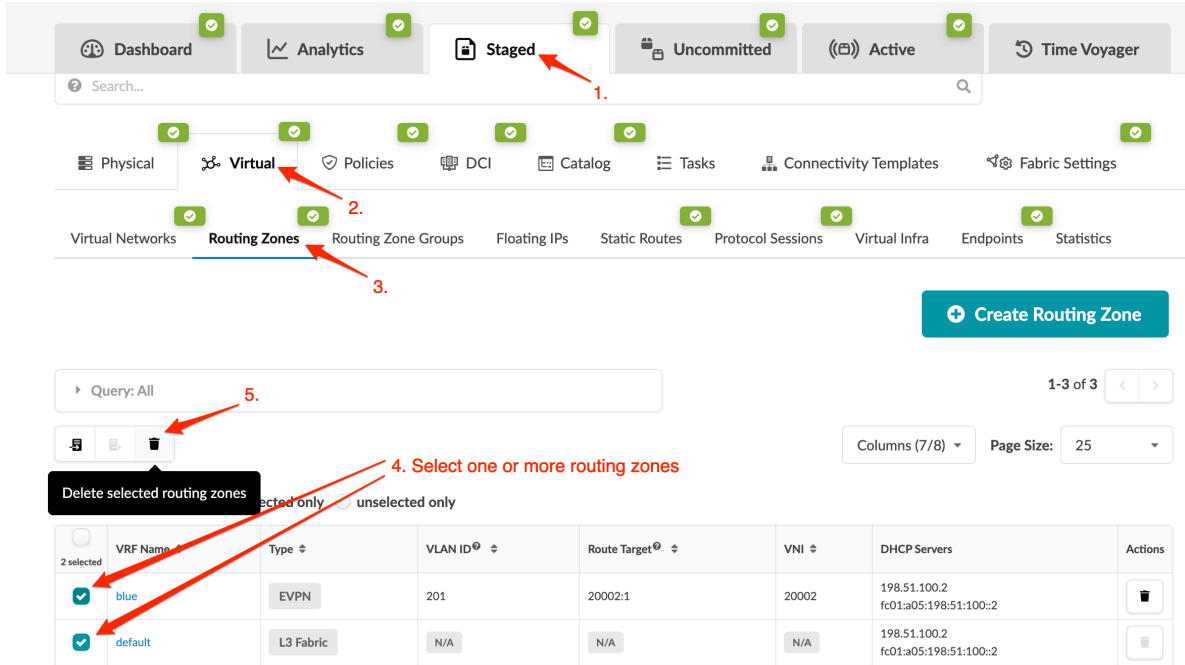 Dashboard
Analytics
Staged
Uncommitted
Active
Time Voyager
Search...
1.
Physical
Virtual
Policies
DCI
Catalog
Tasks
Connectivity Templates
Fabric Settings
2.
Virtual Networks
Routing Zones
Routing Zone Groups
Floating IPs
Static Routes
Protocol Sessions
Virtual Infra
Endpoints
Statistics
3.
Create Routing Zone
Query: All
5.
1-3 of 3
Columns (7/8)
Page Size:
25
4. Select one or more routing zones
Delete selected routing zones
ected only
unselected only
2 selected
VRF Name
Type
VLAN ID
Route Target
VNI
DHCP Servers
Actions
blue
EVPN
201
20002:1
20002
198.51.100.2
fc01:a05:198:51:100::2
default
L3 Fabric
N/A
N/A
N/A
198.51.100.2
fc01:a05:198:51:100::2